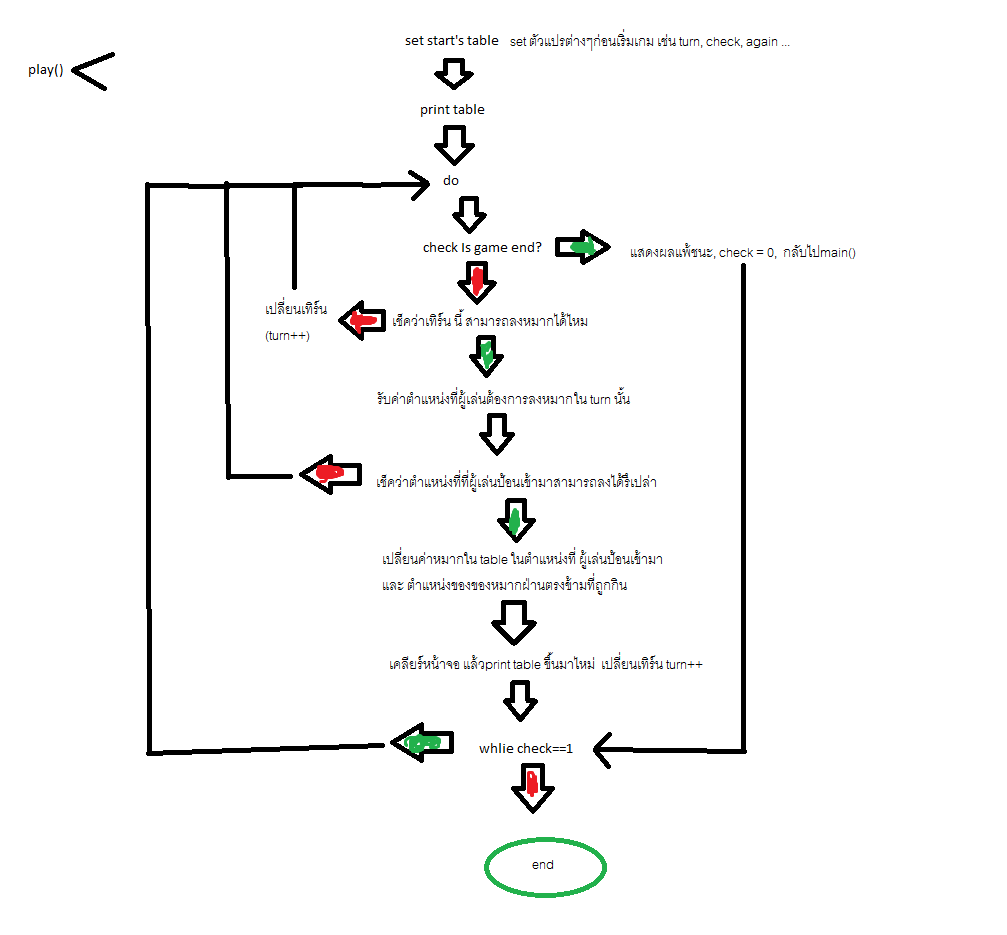 set start's table set ตัวแปรต่างๆก่อนเริ่มเกม เช่น turn, check, again ...
play()
print table
do
check Is game end?
แสดงผลแพ้ชนะ, check = 0, กลับไปmain()
เปลี่ยนเทิร์น
(turn++)
เช็คว่าเทิร์น นี้ สามารถลงหมากได้ไหม
รับค่าตำแหน่งที่ผู้เล่นต้องการลงหมากใน turn นั้น
เช็คว่าตำแหน่งที่ที่ผู้เล่นป้อนเข้ามาสามารถลงได้รึเปล่า
เปลี่ยนค่าหมากใน table ในตำแหน่งที่ ผู้เล่นป้อนเข้ามา
และ ตำแหน่งของของหมากฝ่านตรงข้ามที่ถูกกิน
เคลียร์หน้าจอ แล้วprint table ขึ้นมาใหม่ เปลี่ยนเทิร์น turn++
whlie check==1
end